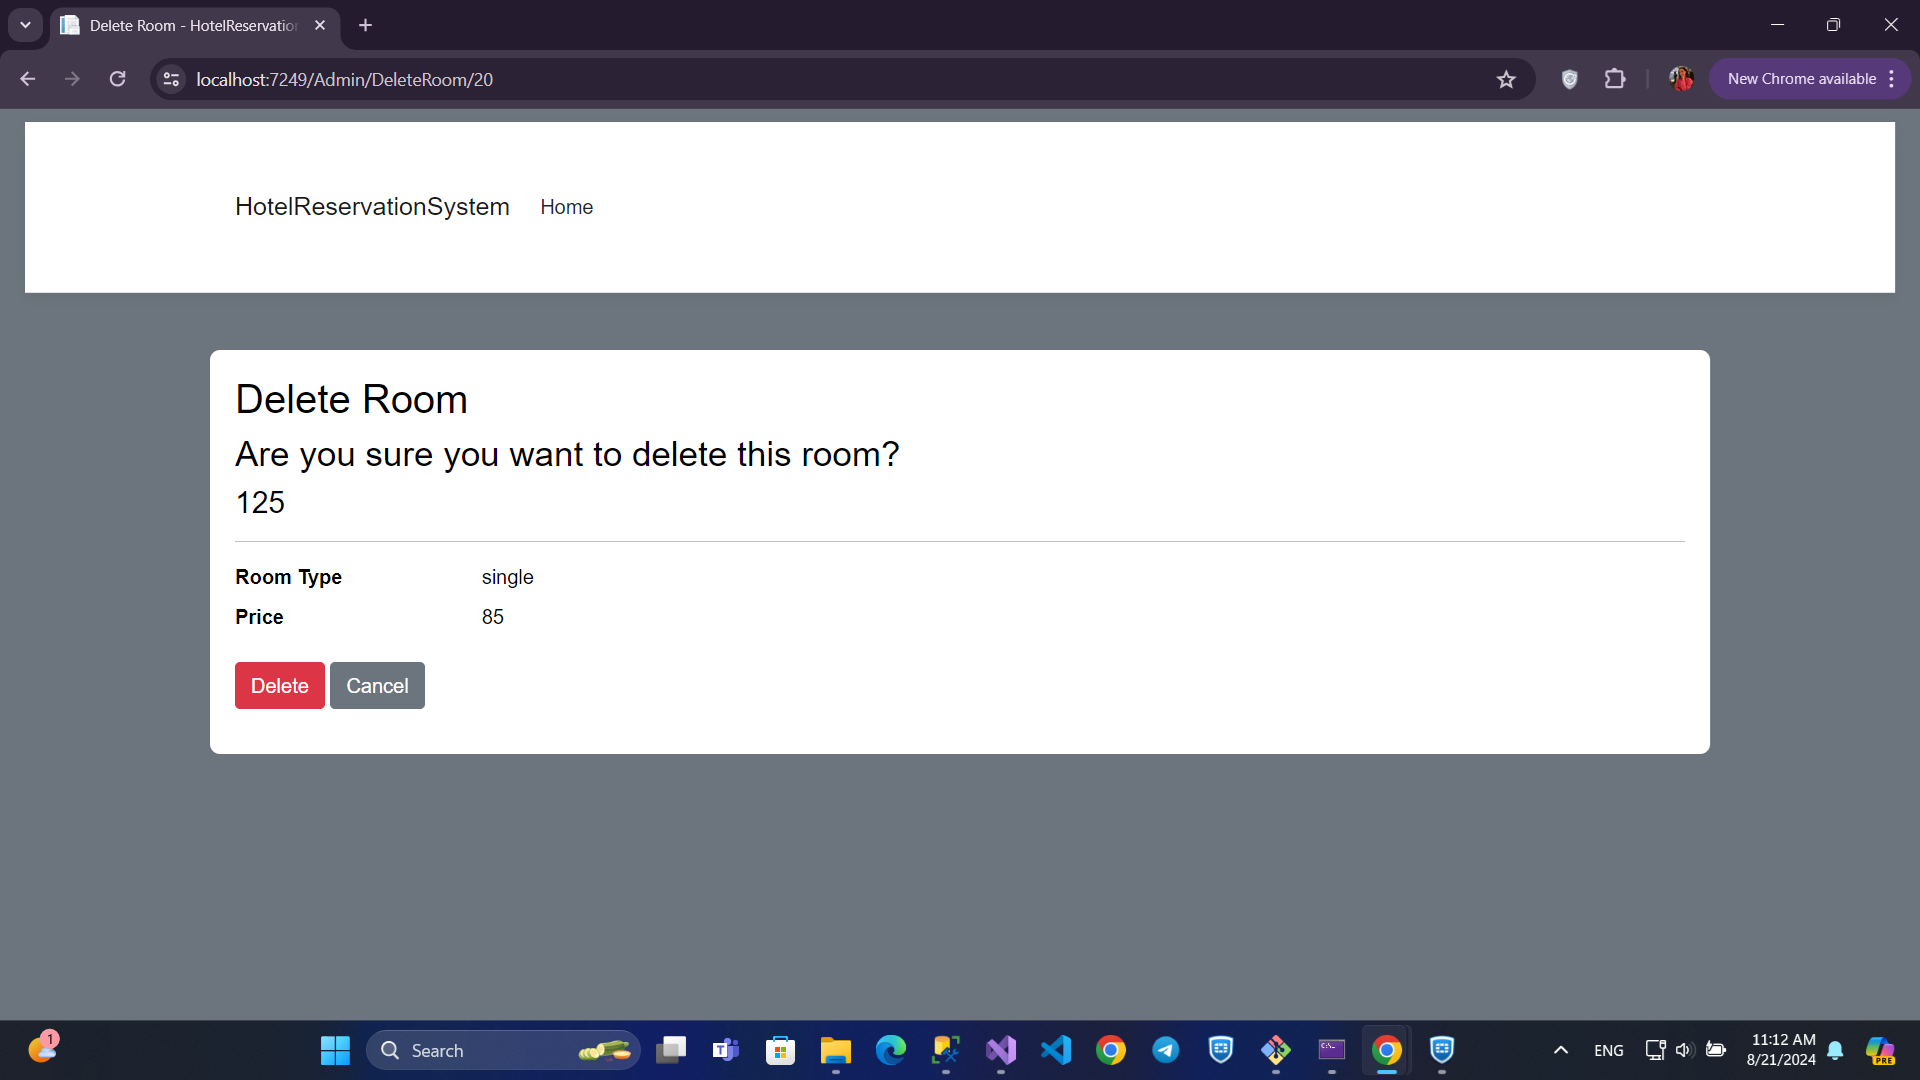 Delete Room - HotelReservation
localhost:7249/Admin/DeleteRoom/20
New Chrome available
HotelReservationSystem Home
Delete Room
Are you sure you want to delete this room?
125
Room Type single
Price 85
Delete Cancel
1
Search
ENG
11:12 AM
8/21/2024
PRE